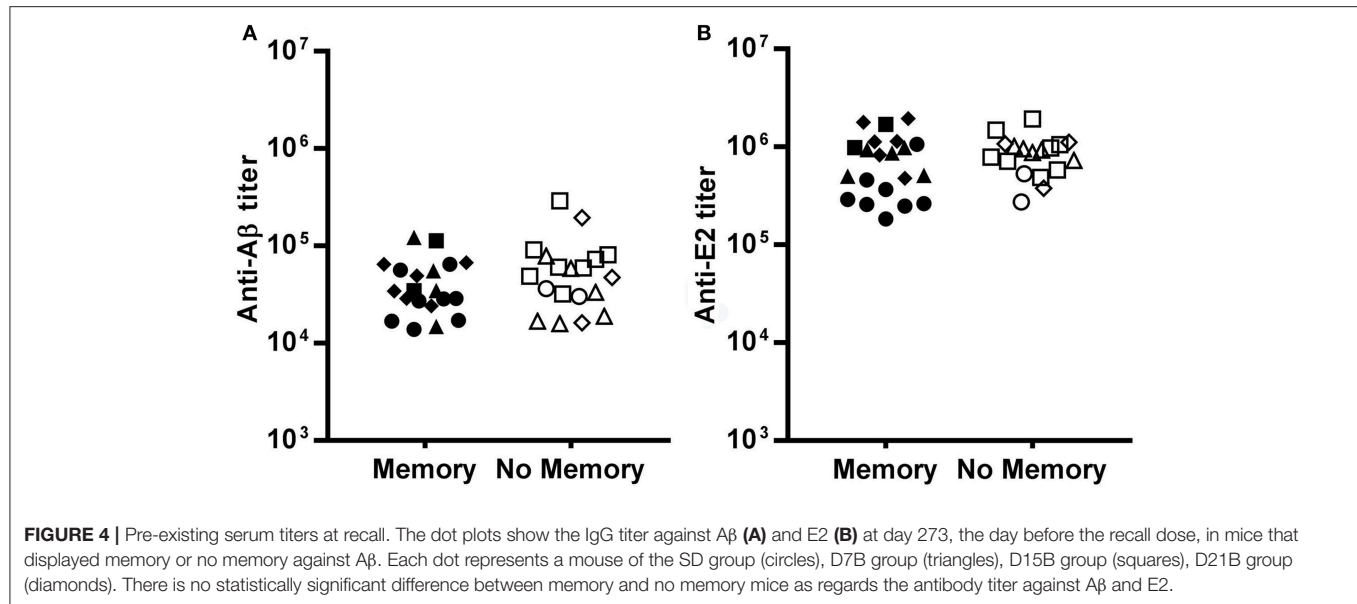 A
10⁷
10⁶
10⁵
10⁴
10³
Anti-Aβ titer
Memory No Memory
B
10⁷
10⁶
10⁵
10⁴
10³
Anti-E2 titer
Memory No Memory
FIGURE 4 | Pre-existing serum titers at recall. The dot plots show the IgG titer against Aβ (A) and E2 (B) at day 273, the day before the recall dose, in mice that
displayed memory or no memory against Aβ. Each dot represents a mouse of the SD group (circles), D7B group (triangles), D15B group (squares), D21B group
(diamonds). There is no statistically significant difference between memory and no memory mice as regards the antibody titer against Aβ and E2.